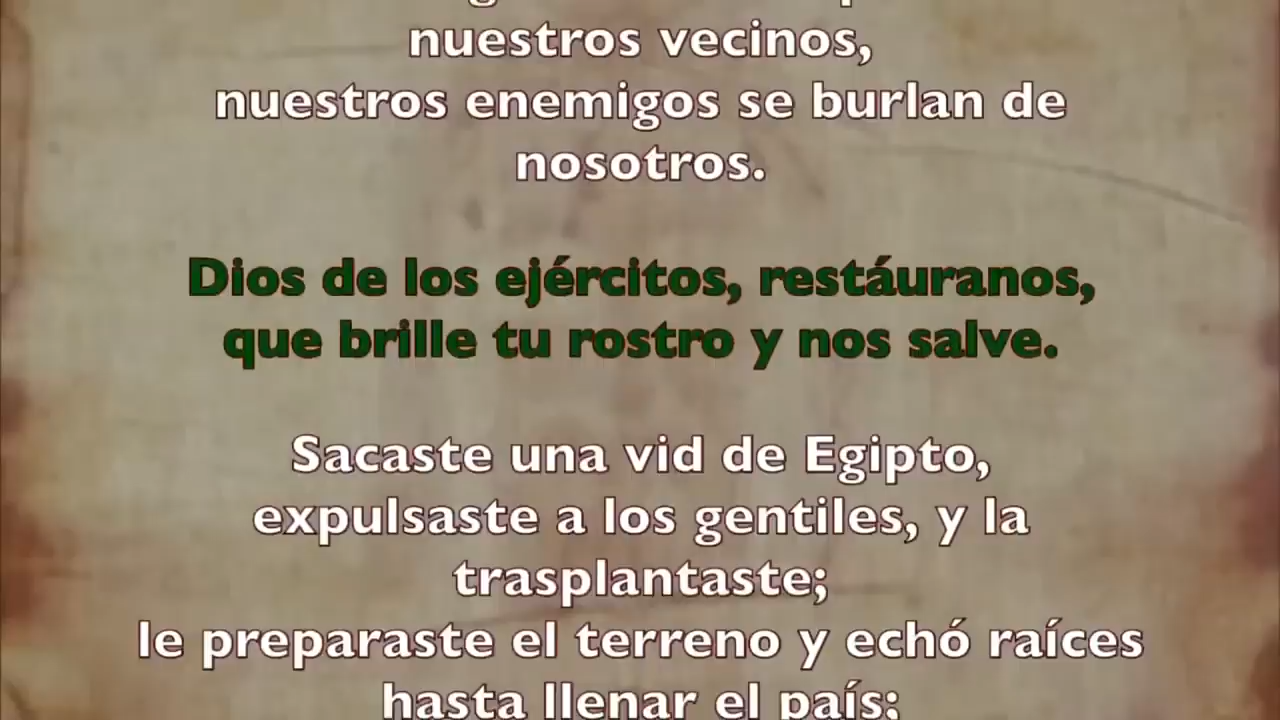 nuestros vecinos,
nuestros enemigos se burlan de
nosotros.
Dios de los ejércitos, restáuranos,
que brille tu rostro y nos salve.
Sacaste una vid de Egipto,
expulsaste a los gentiles, y la
trasplantaste;
le preparaste el terreno y echó raíces
hasta llenar el país;